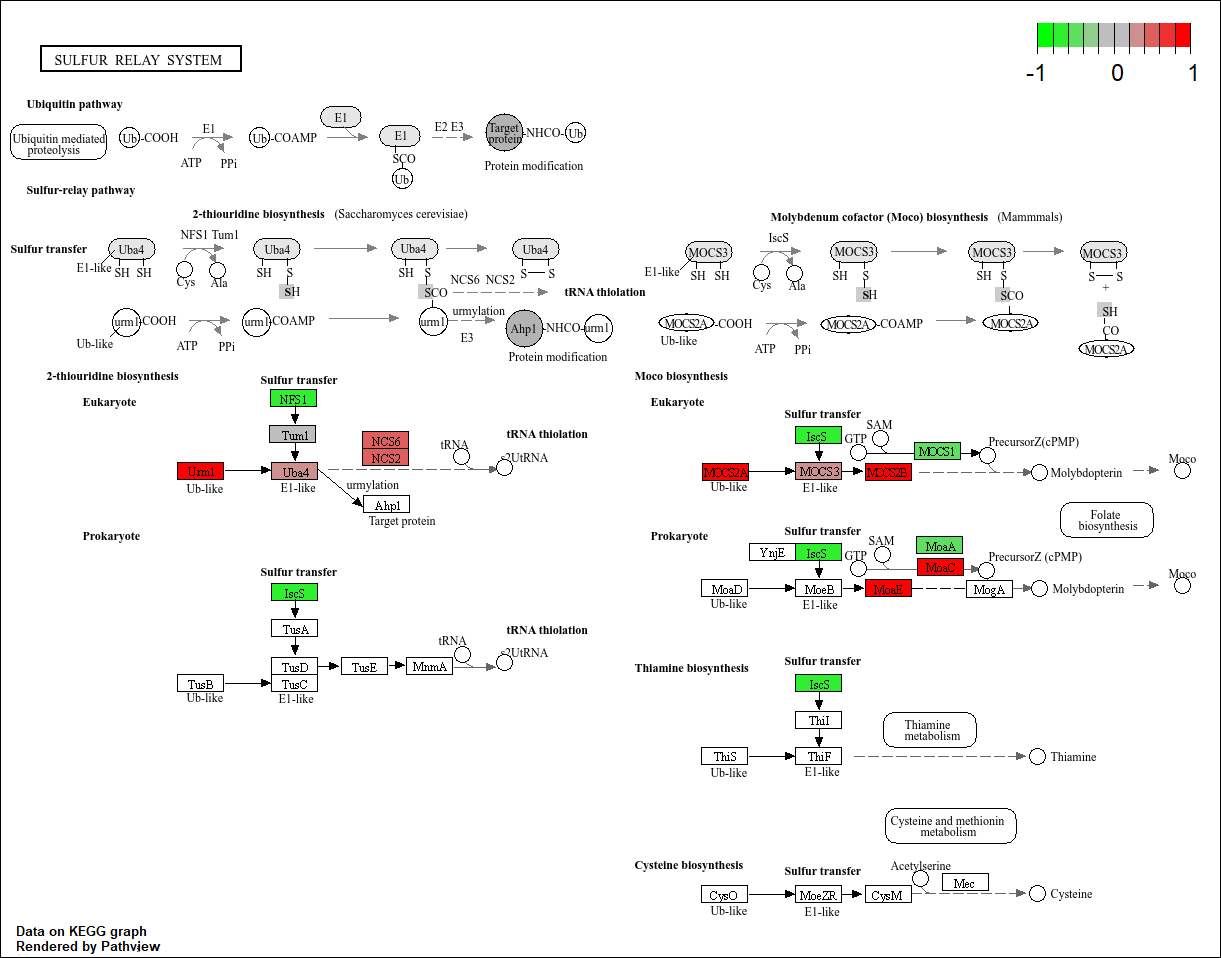 -1 0 1
SULFUR RELAY SYSTEM
Ubiquitin pathway
Ubiquitin mediated
proteolysis
Ub
-COOH
E1
ATP
PPi
Ub
-COAMP
E1
E1
SCO
Ub
E2 E3
Target
protein
-NHCO-
Ub
Protein modification
Sulfur-relay pathway
2-thiouridine biosynthesis (Saccharomyces cerevisiae)
Sulfur transfer
Uba4
E1-like
SH SH
NFS1 Tum1
Cys
Ala
Uba4
SH S
SH
Uba4
SH S
SCO
Uba4
S S
NCS6 NCS2
tRNA thiolation
urm1
-COOH
Ub-like
ATP
PPi
urm1
-COAMP
urm1
urmylation
E3
Ahp1
-NHCO-
urm1
Protein modification
Molybdenum cofactor (Moco) biosynthesis (Mammmals)
MOCS3
E1-like
SH SH
IscS
Cys
Ala
MOCS3
SH S
SH
MOCS3
SH S
SCO
MOCS3
S S
+
SH
CO
MOCS2A
MOCS2A
-COOH
Ub-like
ATP
PPi
MOCS2A
-COAMP
MOCS2A
2-thiouridine biosynthesis
Eukaryote
Sulfur transfer
NFS1
Tum1
Urm1
Ub-like
Uba4
E1-like
NCS6
NCS2
tRNA
tRNA thiolation
2UtRNA
urmylation
Ahp1
Target protein
Prokaryote
Sulfur transfer
IscS
TusA
TusD
TusC
E1-like
TusB
Ub-like
TusE
MnmA
tRNA
tRNA thiolation
2UtRNA
Moco biosynthesis
Eukaryote
Sulfur transfer
IscS
GTP
SAM
MOCS1
PrecursorZ(cPMP)
MOCS2A
Ub-like
MOCS3
E1-like
MOCS2B
Molybdopterin
Moco
Folate
biosynthesis
Prokaryote
Sulfur transfer
YnjE
IscS
GTP
SAM
MoaA
MoaC
PrecursorZ (cPMP)
MoaD
Ub-like
MoeB
E1-like
MoaE
MogA
Molybdopterin
Moco
Thiamine biosynthesis
Sulfur transfer
IscS
ThiI
ThiS
Ub-like
ThiF
E1-like
Thiamine
metabolism
Thiamine
Cysteine and methionin
metabolism
Cysteine biosynthesis
Sulfur transfer
CysO
Ub-like
MoeZR
E1-like
CysM
Acetylserine
Mec
Cysteine
Data on KEGG graph
Rendered by Pathview